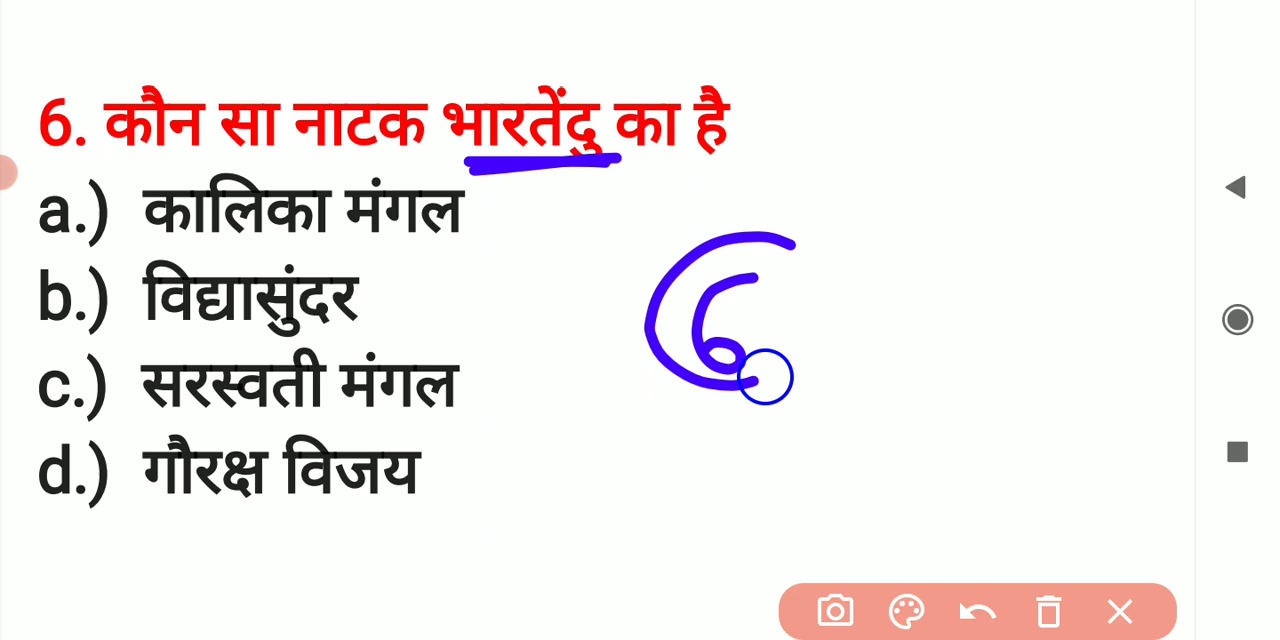 6. कौन सा नाटक भारतेंदु का है
a.) कालिका मंगल
b.) विद्यासुंदर
c.) सरस्वती मंगल
d.) गौरक्ष विजय